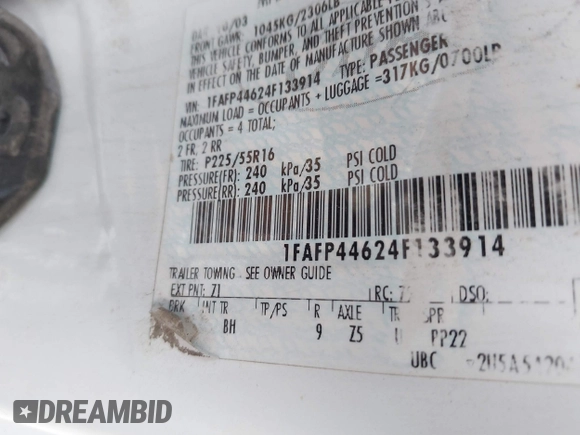 10/03
1045KG/2306LB
FRONT GAWR:
THIS VEHICLE CONFORMS TO ALL APPLICABLE
VEHICLE SAFETY, BUMPER, AND THEFT
IN EFFECT ON THE DATE OF MANUFACTURE SHOWN
VIN: 1FAFP44624F133914 TYPE: PASSENGER
MAXIMUM LOAD = OCCUPANTS + LUGGAGE =317KG/0700LB
OCCUPANTS = 4 TOTAL;
2 FR, 2 RR
TIRE: P225/55R16
PRESSURE(FR): 240 kPa/35 PSI COLD
PRESSURE(RR): 240 kPa/35 PSI COLD
1FAFP44624F133914
TRAILER TOWING - SEE OWNER GUIDE
EXT PNT: Z1 RC: DSO:
BRK INT TR TP/PS R AXLE TR SPR
BH 9 Z5 PP22
UBC
DREAMBID